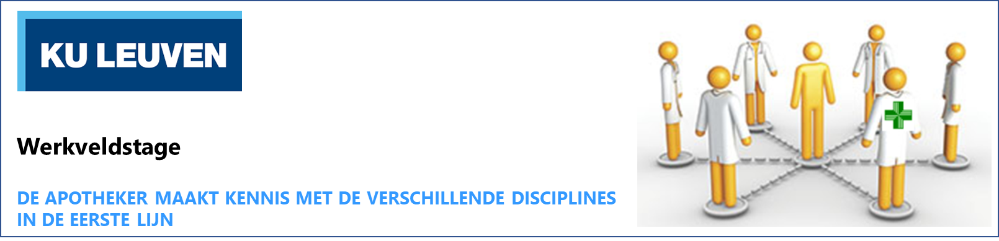 KU LEUVEN
Werkveldstage
DE APOTHEKER MAAKT KENNIS MET DE VERSCHILLENDE DISCIPLINES
IN DE EERSTE LIJN